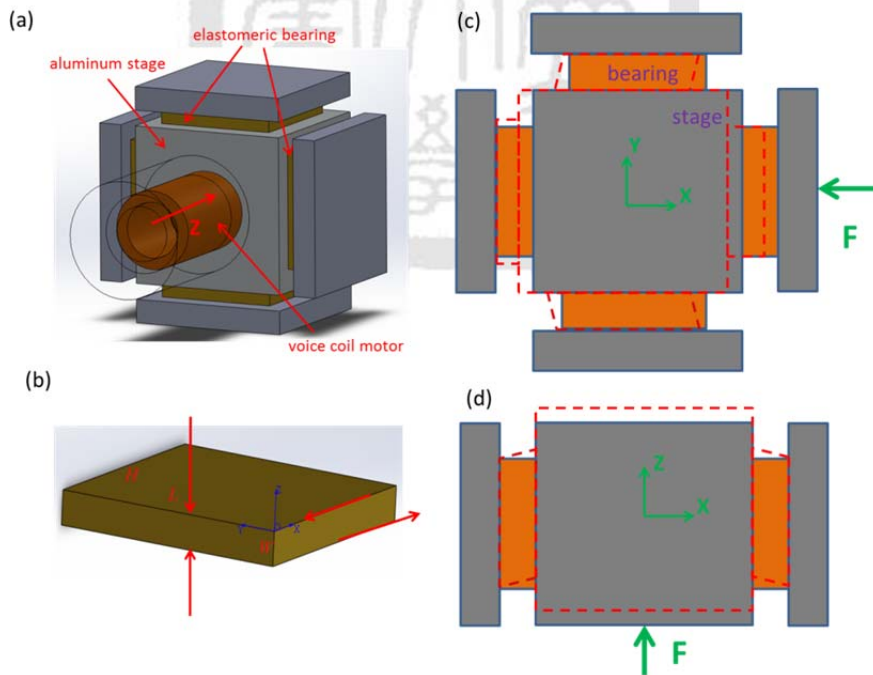 (a)
elastomeric bearing
aluminum stage
Z
voice coil motor
(b)
H
L
W
Z
Y
X
(c)
bearing
stage
Y
X
F
(d)
Z
X
F